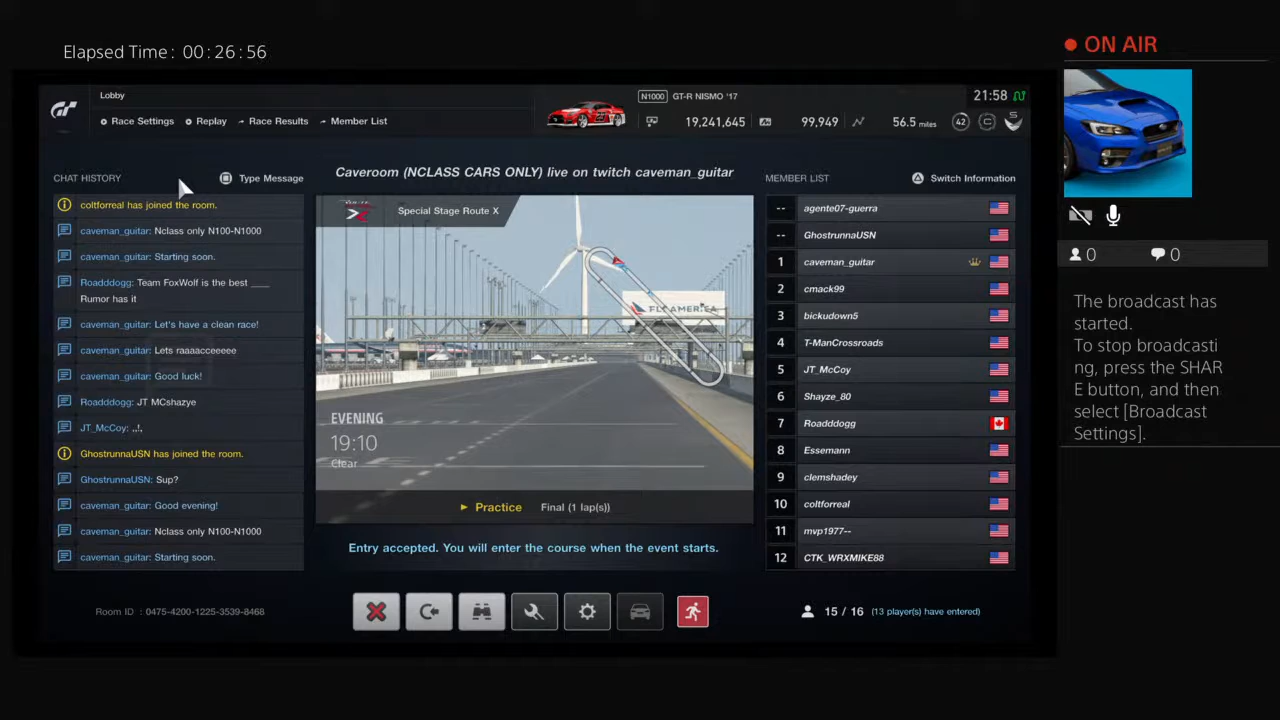 Elapsed Time: 00:26:56
ON AIR
Lobby
N1000 GT-R NISMO '17
21:58
Race Settings Replay Race Results Member List
19,241,645 99,949 56.5 miles 42 C S
CHAT HISTORY
Type Message
Caveroom (NCLASS CARS ONLY) live on twitch caveman_guitar
MEMBER LIST
Switch Information
coltforreal has joined the room.
caveman_guitar: Nclass only N100-N1000
caveman_guitar: Starting soon.
Roadddogg: Team FoxWolf is the best ____
Rumor has it
caveman_guitar: Let's have a clean race!
caveman_guitar: Lets raaaacceeeee
caveman_guitar: Good luck!
Roadddogg: JT MCshazye
JT_McCoy: ,,!,
GhostrunnaUSN has joined the room.
GhostrunnaUSN: Sup?
caveman_guitar: Good evening!
caveman_guitar: Nclass only N100-N1000
caveman_guitar: Starting soon.
Special Stage Route X
FLY AMERICA
EVENING
19:10
Clear
Practice Final (1 lap(s))
Entry accepted. You will enter the course when the event starts.
-- agente07-guerra
-- GhostrunnaUSN
1 caveman_guitar
2 cmack99
3 bickudown5
4 T-ManCrossroads
5 JT_McCoy
6 Shayze_80
7 Roadddogg
8 Essemann
9 clemshadey
10 coltforreal
11 mvp1977--
12 CTK_WRXMIKE88
Room ID : 0475-4200-1225-3539-8468
15 / 16 (13 player(s) have entered)
0 0
The broadcast has
started.
To stop broadcasti
ng, press the SHAR
E button, and then
select [Broadcast
Settings].